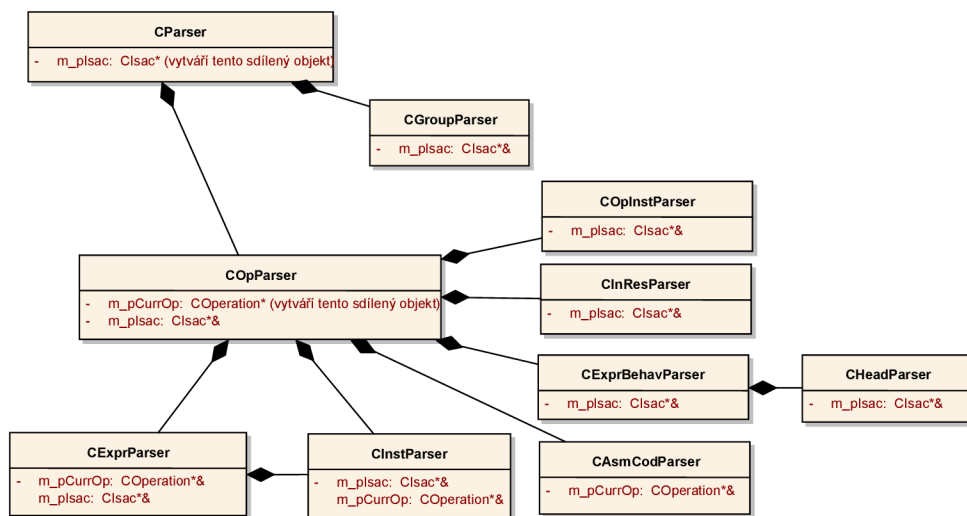 CParser
- m_pIsac: CIsac* (vytváří tento sdílený objekt)
CGroupParser
- m_pIsac: CIsac*&
COpInstParser
- m_pIsac: CIsac*&
COpParser
- m_pCurrOp: COperation* (vytváří tento sdílený objekt)
- m_pIsac: CIsac*&
CInResParser
- m_pIsac: CIsac*&
CExprBehavParser
- m_pIsac: CIsac*&
CHeadParser
- m_pIsac: CIsac*&
CExprParser
- m_pCurrOp: COperation*&
m_pIsac: CIsac*&
CInstParser
- m_pIsac: CIsac*&
m_pCurrOp: COperation*&
CAsmCodParser
- m_pCurrOp: COperation*&